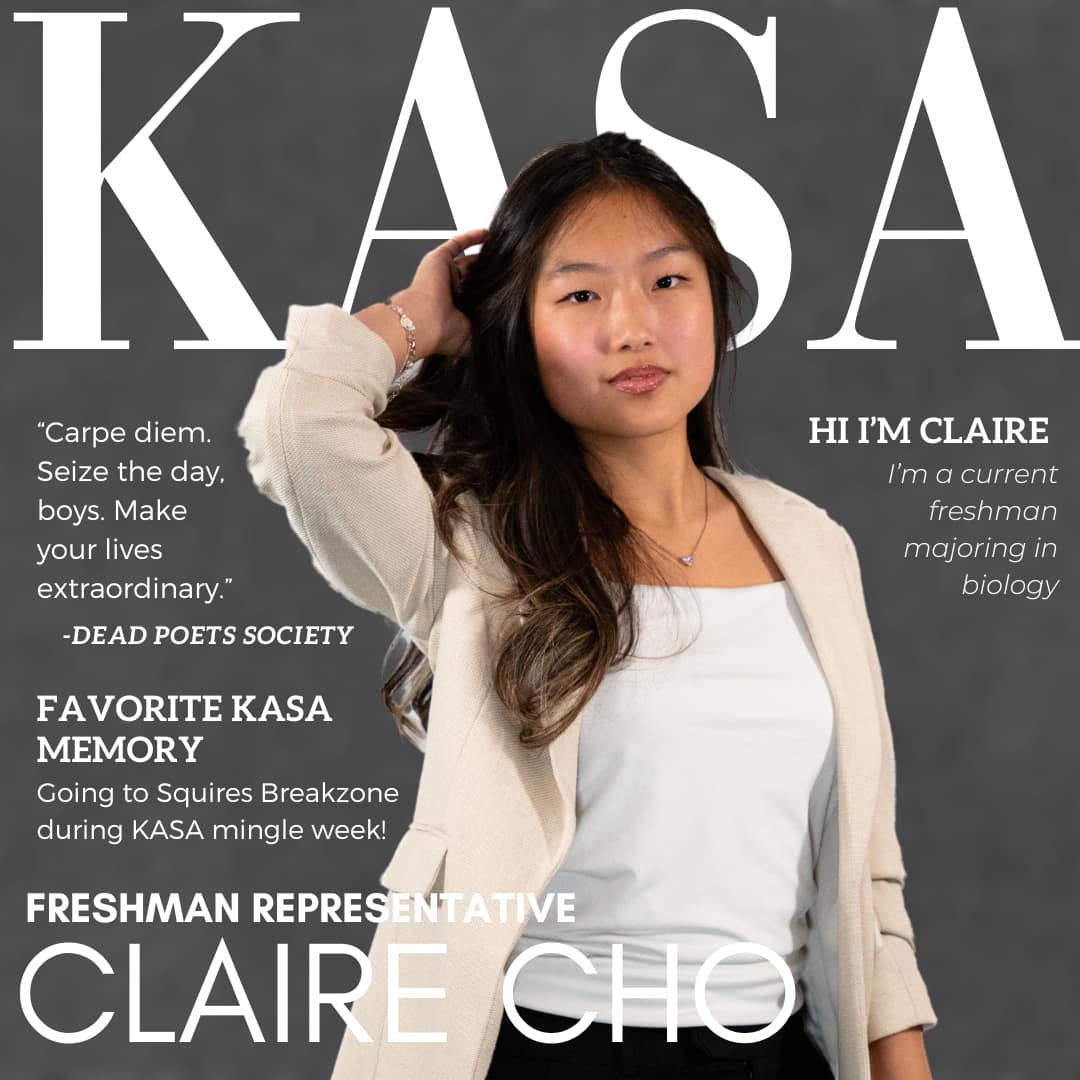 KASA
“Carpe diem.
Seize the day,
boys. Make
your lives
extraordinary.”
-DEAD POETS SOCIETY
HI I’M CLAIRE
I’m a current
freshman
majoring in
biology
FAVORITE KASA
MEMORY
Going to Squires Breakzone
during KASA mingle week!
FRESHMAN REPRESENTATIVE
CLAIRE CHO